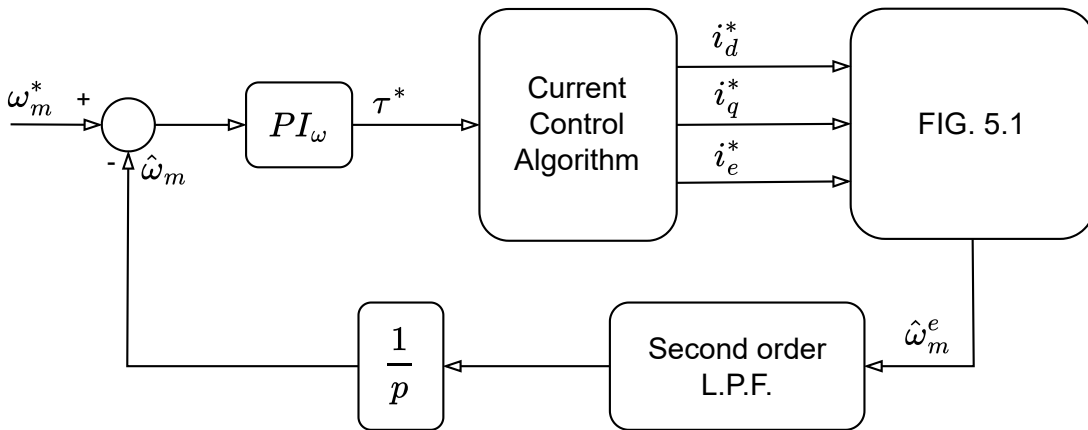 ω*m
+
-
ω̂m
PIω
τ*
Current
Control
Algorithm
i*d
i*q
i*e
FIG. 5.1
ω̂em
Second order
L.P.F.
1
p